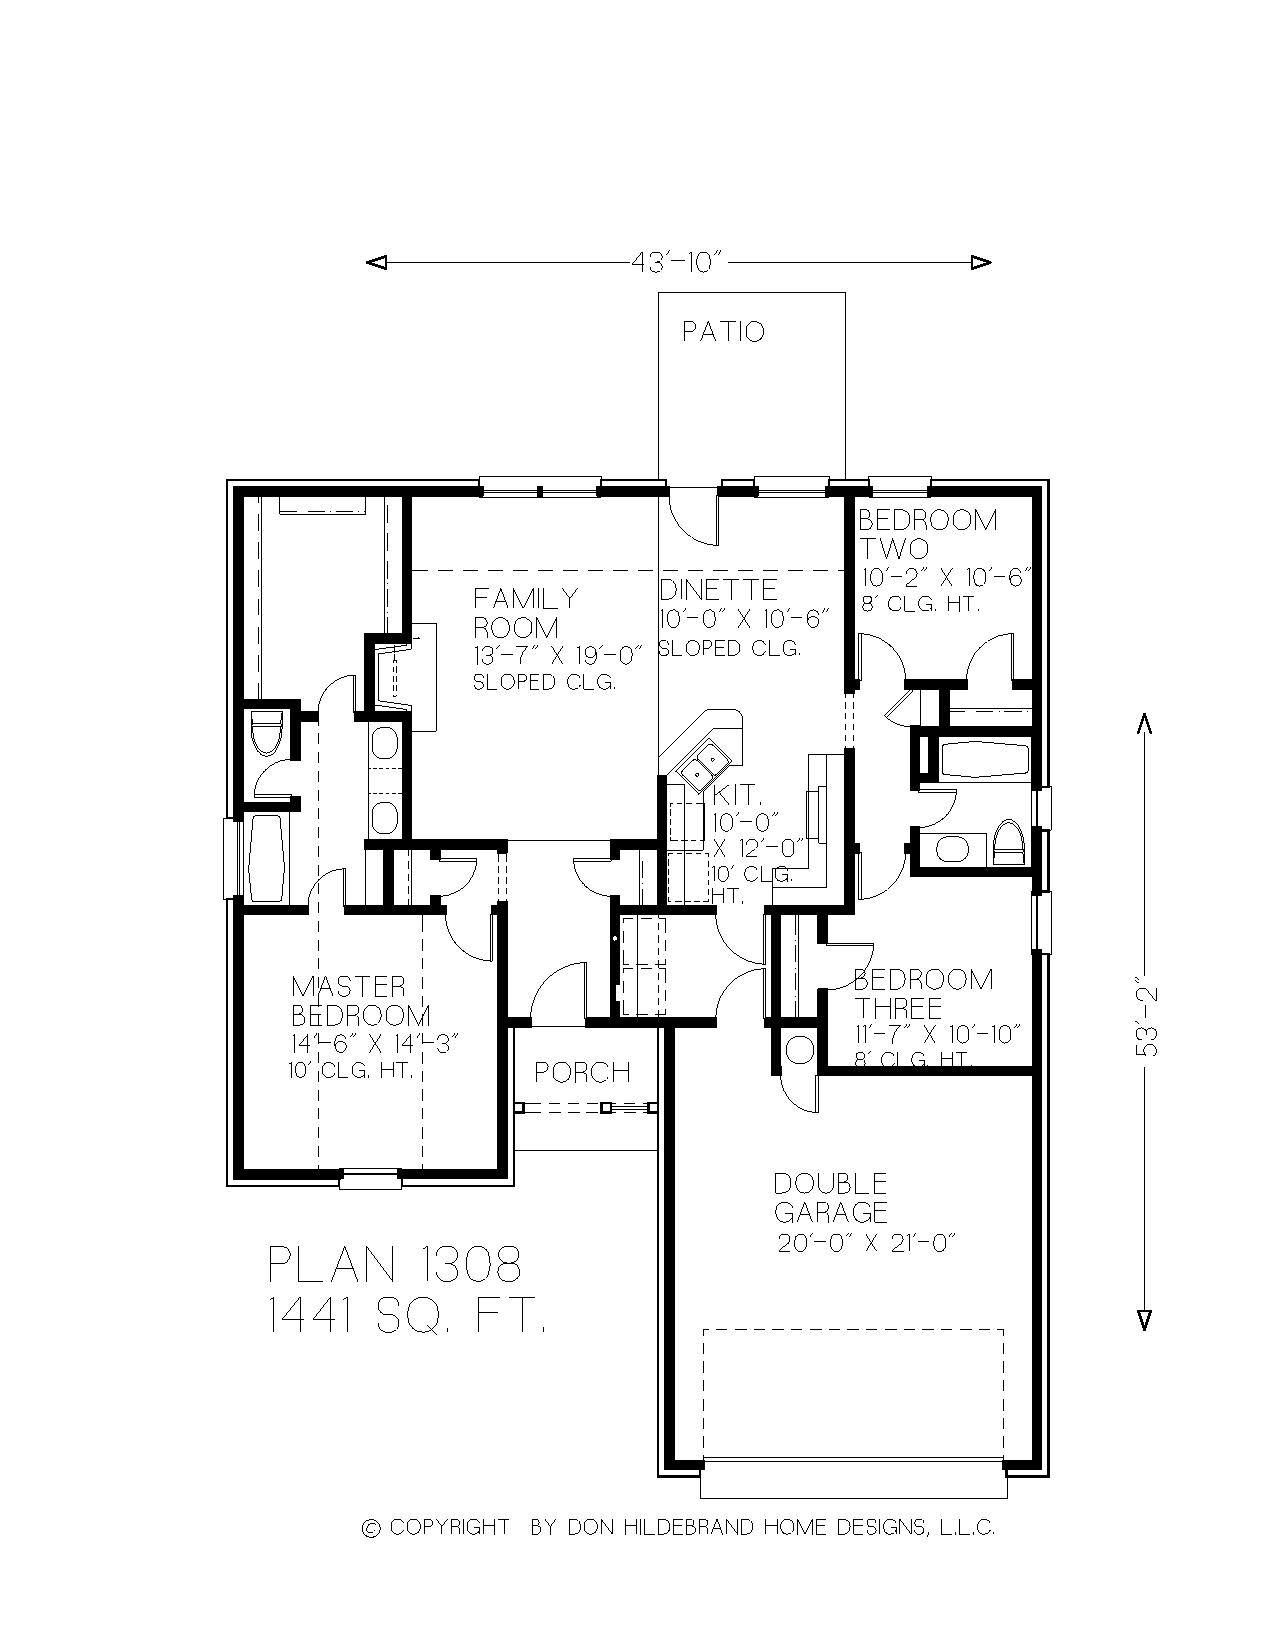 43'-10"
PATIO
BEDROOM
TWO
10'-2" X 10'-6"
8' CLG. HT.
FAMILY
ROOM
13'-7" X 19'-0"
SLOPED CLG.
DINETTE
10'-0" X 10'-6"
SLOPED CLG.
KIT.
10'-0"
X 12'-0"
10' CLG.
HT.
MASTER
BEDROOM
14'-6" X 14'-3"
10' CLG. HT.
BEDROOM
THREE
11'-7" X 10'-10"
8' CLG. HT.
53'-2"
PORCH
DOUBLE
GARAGE
20'-0" X 21'-0"
PLAN 1308
1441 SQ. FT.
© COPYRIGHT BY DON HILDEBRAND HOME DESIGNS, L.L.C.